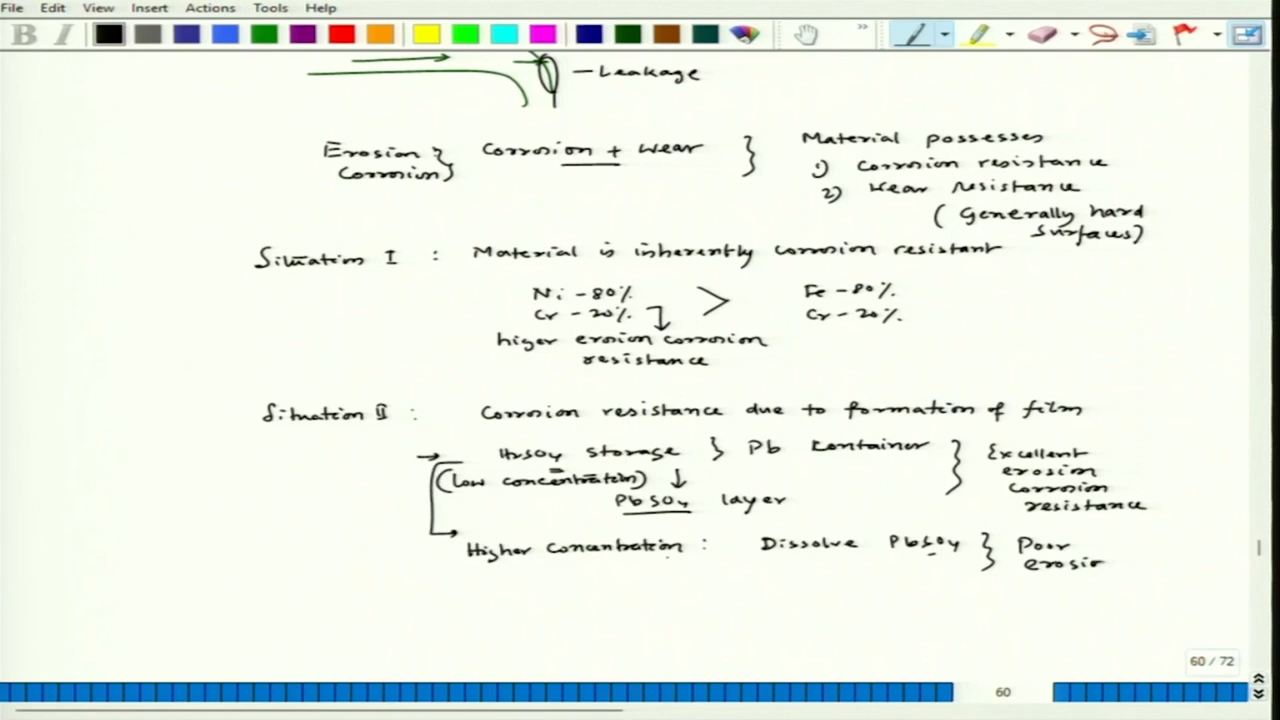 File Edit View Insert Actions Tools Help
B I
- Leakage
Erosion Corrosion + Wear Material possesses
Corrosion 1) Corrosion resistance
2) Wear resistance
(Generally hard
surfaces)
Situation I : Material is inherently corrosion resistant
Ni - 80% > Fe - 80%
Cr - 20% Cr - 20%
higer erosion corrosion
resistance
Situation II : Corrosion resistance due to formation of film
→ H2SO4 storage } Pb Container } Excellent
(low concentration) ↓ erosion
corrosion
PbSO4 layer resistance
Higher Concentration : Dissolve PbSO4 } Poor
erosio
60 / 72
60